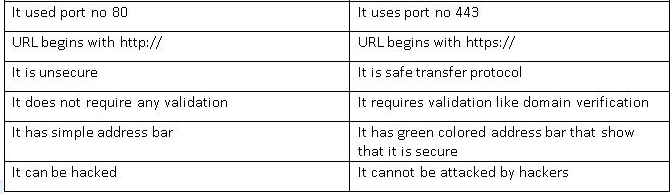 It used port no 80
It uses port no 443
URL begins with http://
URL begins with https://
It is unsecure
It is safe transfer protocol
It does not require any validation
It requires validation like domain verification
It has simple address bar
It has green colored address bar that show
that it is secure
It can be hacked
It cannot be attacked by hackers